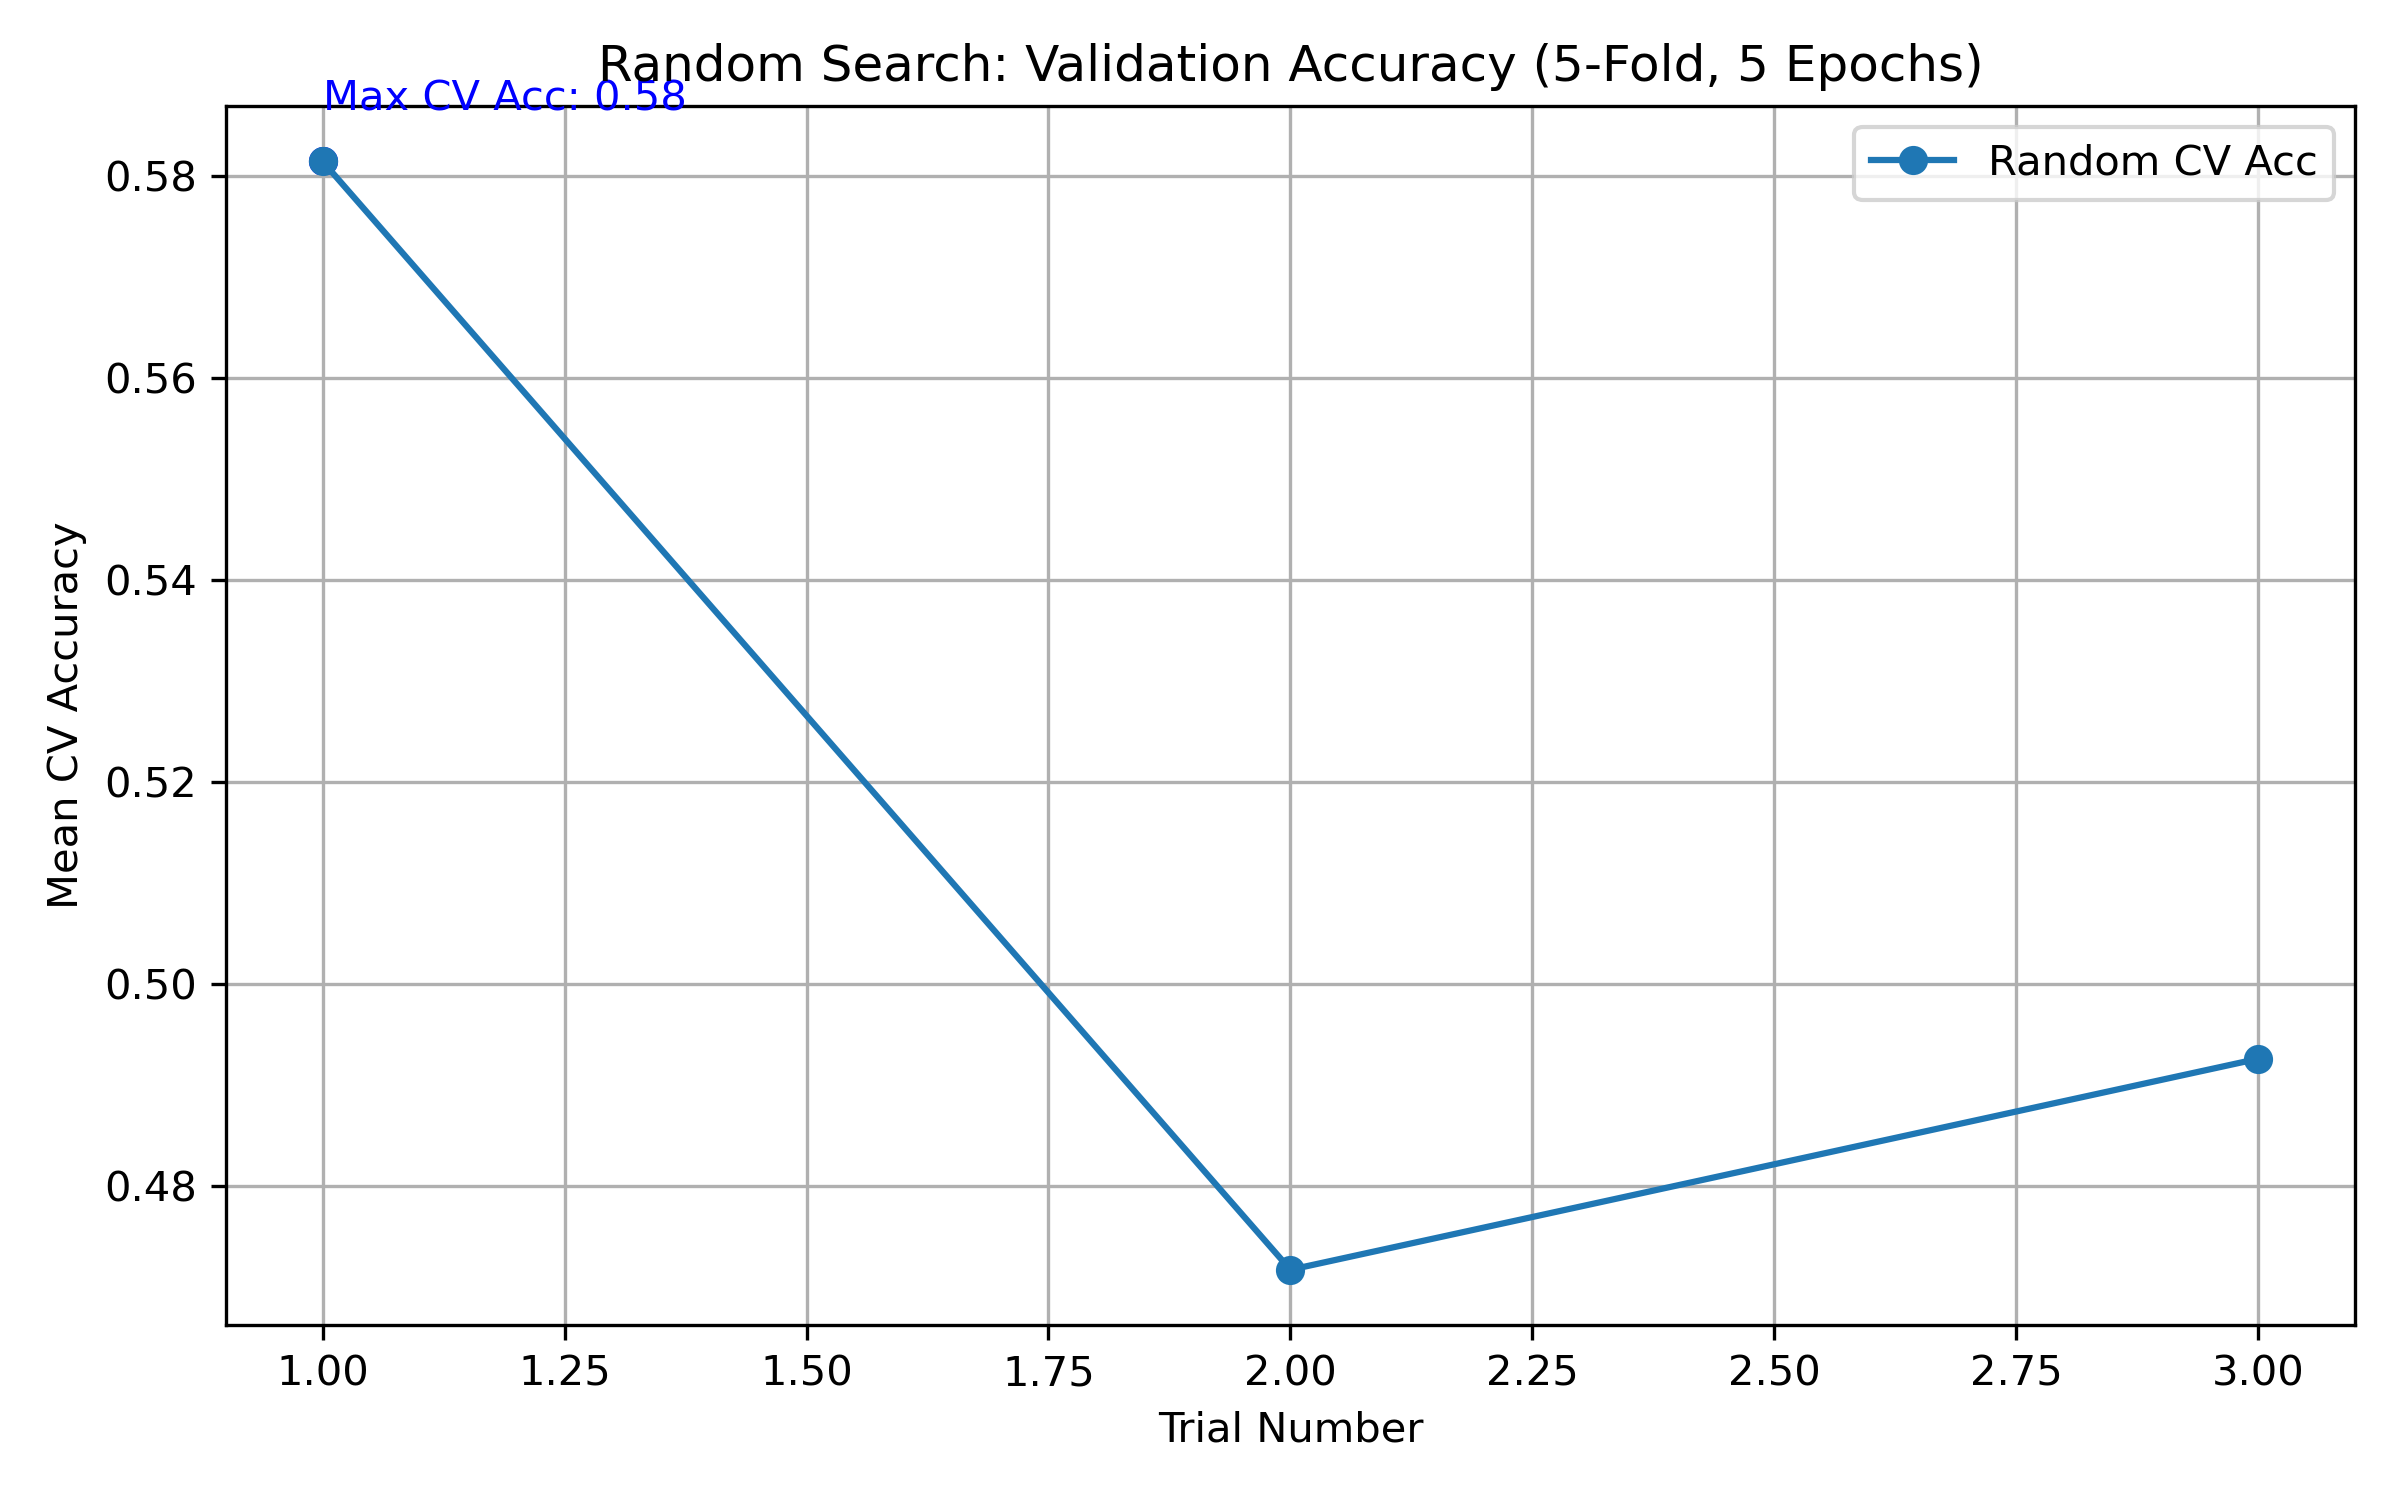 Random Search: Validation Accuracy (5-Fold, 5 Epochs)
Max CV Acc: 0.58
Random CV Acc
Mean CV Accuracy
0.58
0.56
0.54
0.52
0.50
0.48
1.00 1.25 1.50 1.75 2.00 2.25 2.50 2.75 3.00
Trial Number